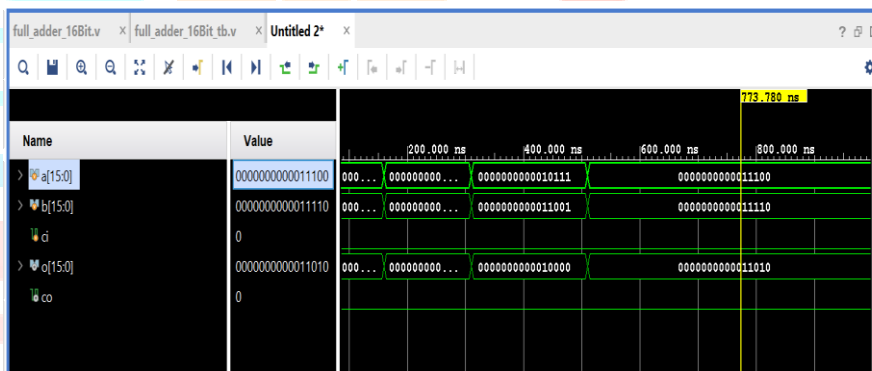 full_adder_16Bit.v × full_adder_16Bit_tb.v × Untitled 2* ×
773.780 ns
Name Value 200.000 ns 400.000 ns 600.000 ns 800.000 ns
a[15:0] 0000000000011100 000... 000000000... 0000000000010111 0000000000011100
b[15:0] 0000000000011110 000... 000000000... 0000000000011001 0000000000011110
ci 0
o[15:0] 0000000000011010 000... 000000000... 0000000000010000 0000000000011010
co 0